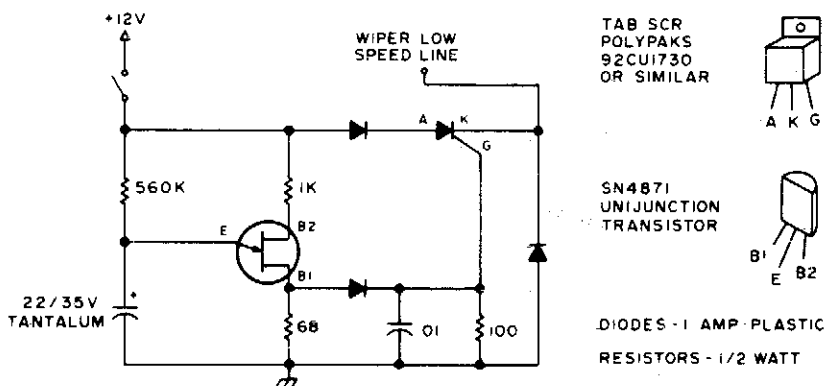 +12V
WIPER LOW
SPEED LINE
TAB SCR
POLYPAKS
92CU1730
OR SIMILAR
A K G
A K
G
560K
1K
E
B2
B1
SN4871
UNIJUNCTION
TRANSISTOR
B1 E B2
+
22/35V
TANTALUM
68
01
100
DIODES - 1 AMP PLASTIC
RESISTORS - 1/2 WATT